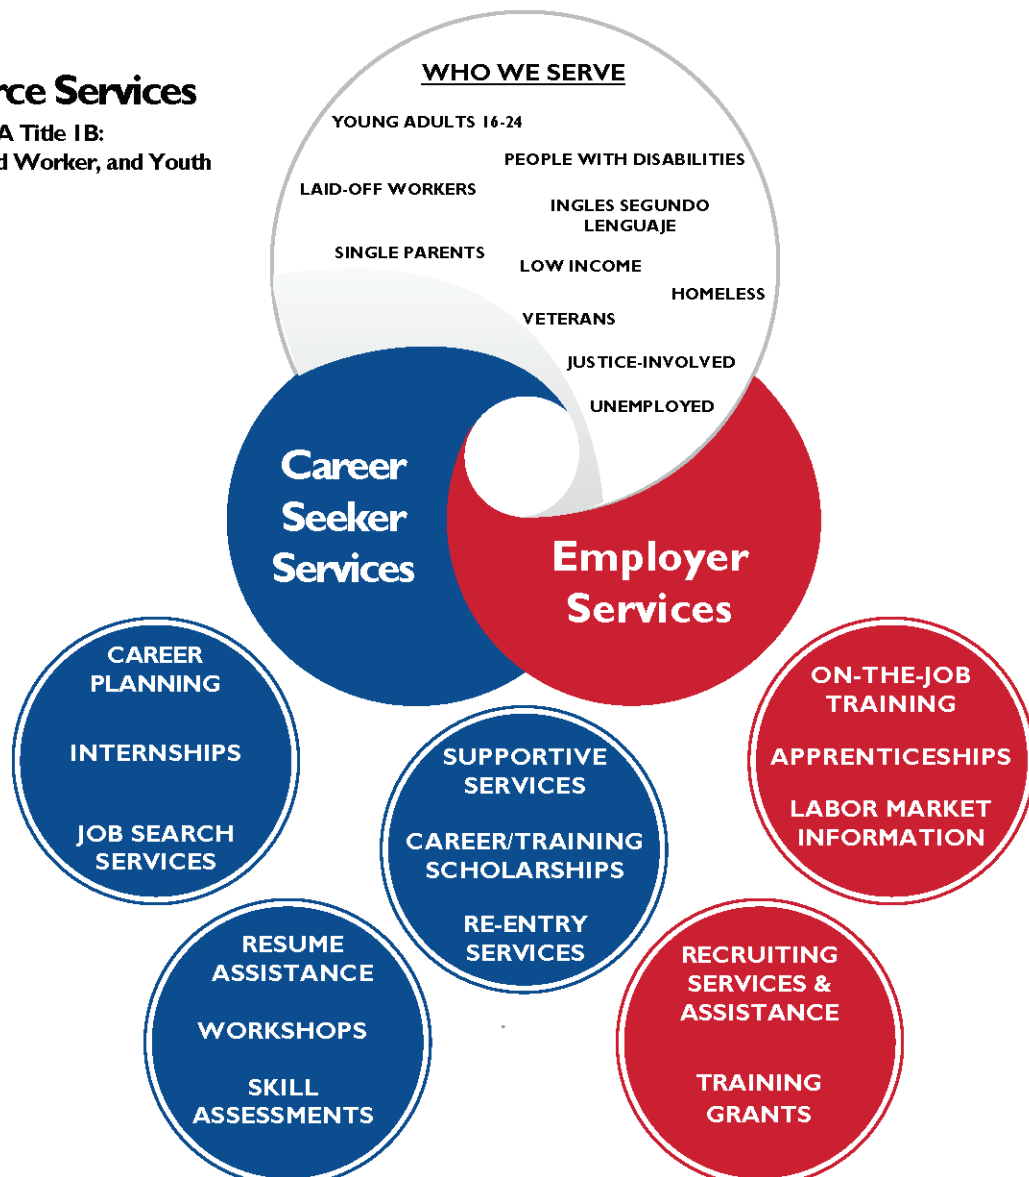 rce Services
A Title 1B:
d Worker, and Youth
WHO WE SERVE
YOUNG ADULTS 16-24
PEOPLE WITH DISABILITIES
LAID-OFF WORKERS
INGLES SEGUNDO
LENGUAJE
SINGLE PARENTS
LOW INCOME
HOMELESS
VETERANS
JUSTICE-INVOLVED
UNEMPLOYED
Career
Seeker
Services
Employer
Services
CAREER
PLANNING
INTERNSHIPS
JOB SEARCH
SERVICES
SUPPORTIVE
SERVICES
CAREER/TRAINING
SCHOLARSHIPS
RE-ENTRY
SERVICES
ON-THE-JOB
TRAINING
APPRENTICESHIPS
LABOR MARKET
INFORMATION
RESUME
ASSISTANCE
WORKSHOPS
SKILL
ASSESSMENTS
RECRUITING
SERVICES &
ASSISTANCE
TRAINING
GRANTS